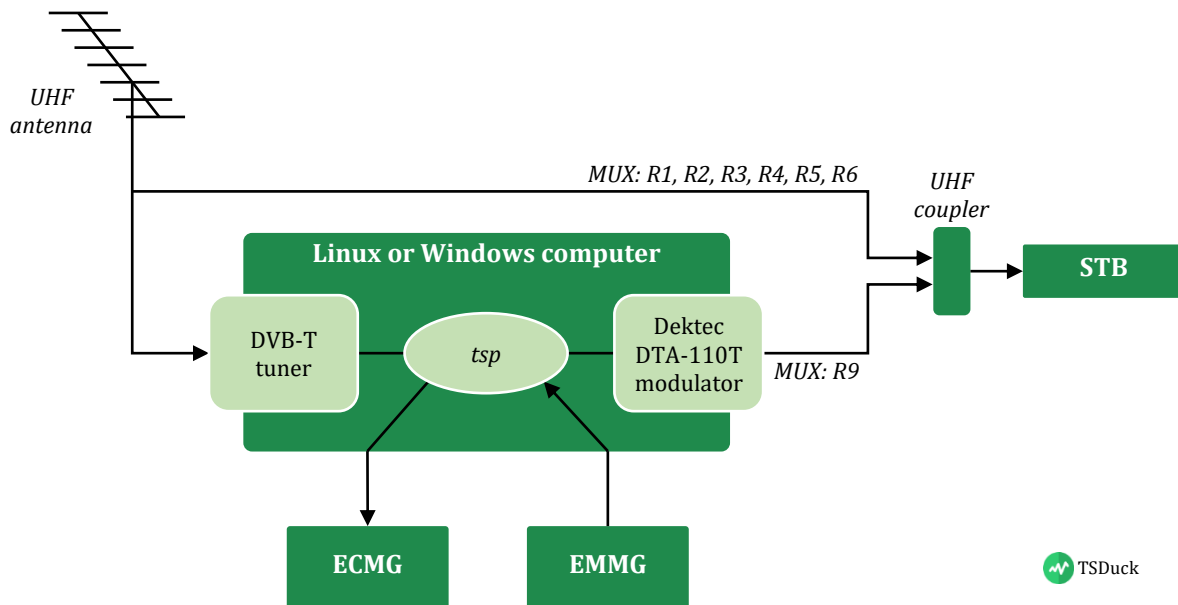 UHF
antenna
MUX: R1, R2, R3, R4, R5, R6
UHF
coupler
Linux or Windows computer
STB
DVB-T
tuner
tsp
Dektec
DTA-110T
modulator
MUX: R9
ECMG
EMMG
TSDuck